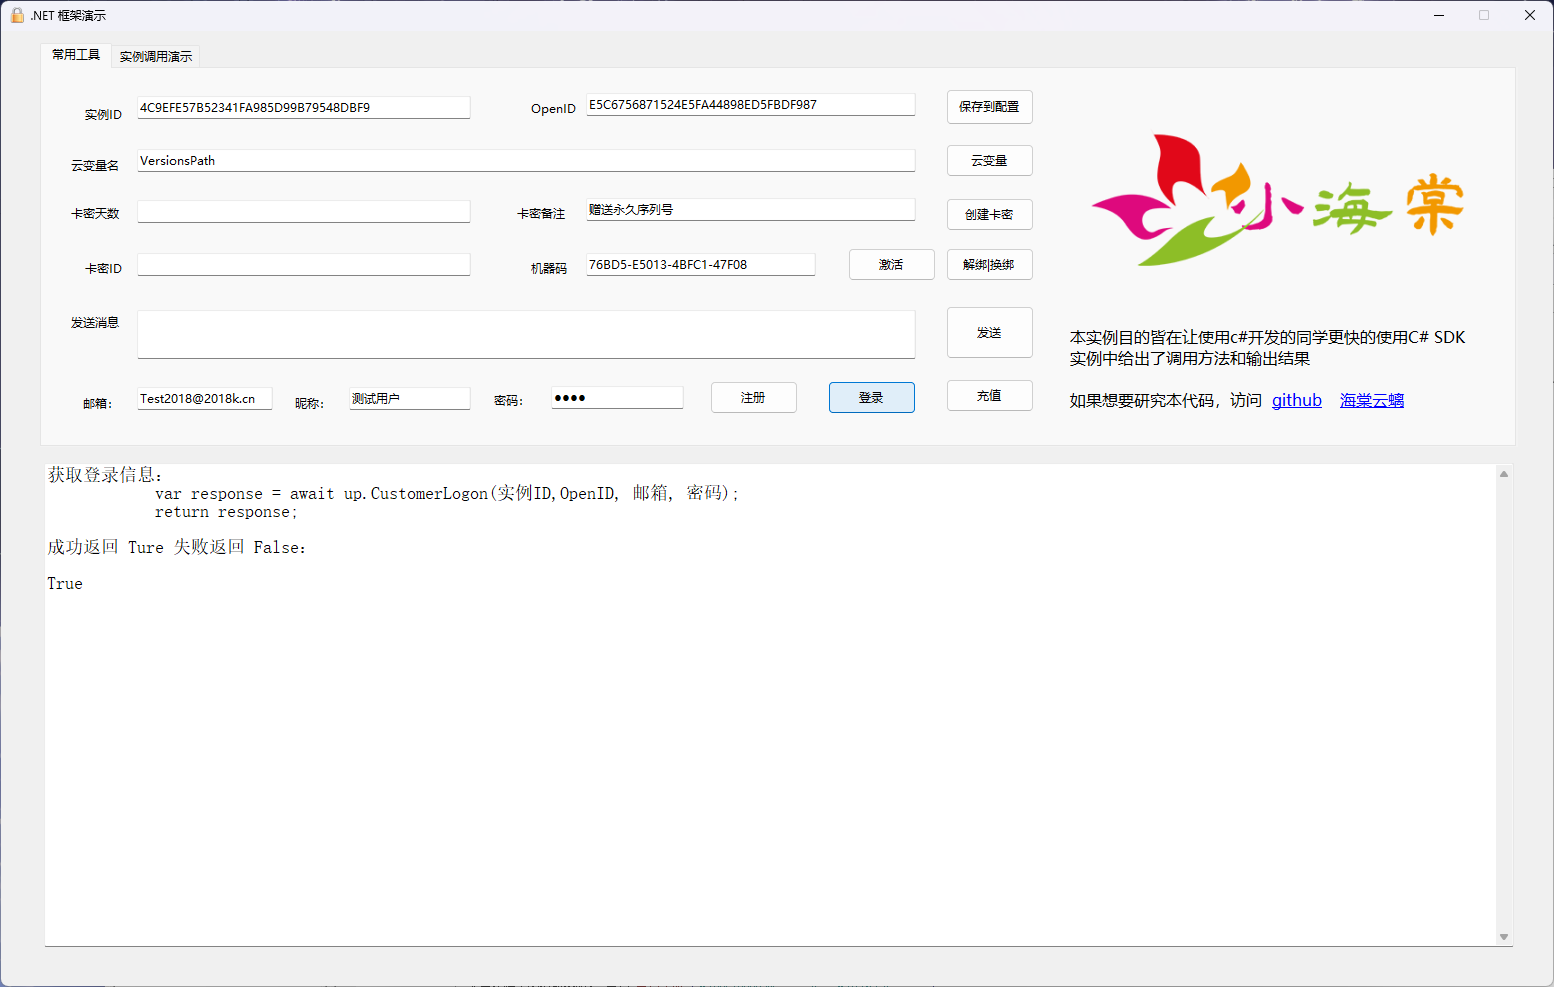 .NET 框架演示
常用工具
实例调用演示
实例ID
4C9EFE57B52341FA985D99B79548DBF9
OpenID
E5C6756871524E5FA44898ED5FBDF987
保存到配置
云变量名
VersionsPath
云变量
卡密天数
卡密备注
赠送永久序列号
创建卡密
卡密ID
机器码
76BD5-E5013-4BFC1-47F08
激活
解绑|换绑
发送消息
发送
邮箱：
Test2018@2018k.cn
昵称：
测试用户
密码：
●●●●
注册
登录
充值
小海棠
本实例目的皆在让使用c#开发的同学更快的使用C# SDK
实例中给出了调用方法和输出结果
如果想要研究本代码，访问 github 海棠云螭
获取登录信息：
var response = await up.CustomerLogon(实例ID,OpenID, 邮箱, 密码);
return response;
成功返回 Ture 失败返回 False：
True